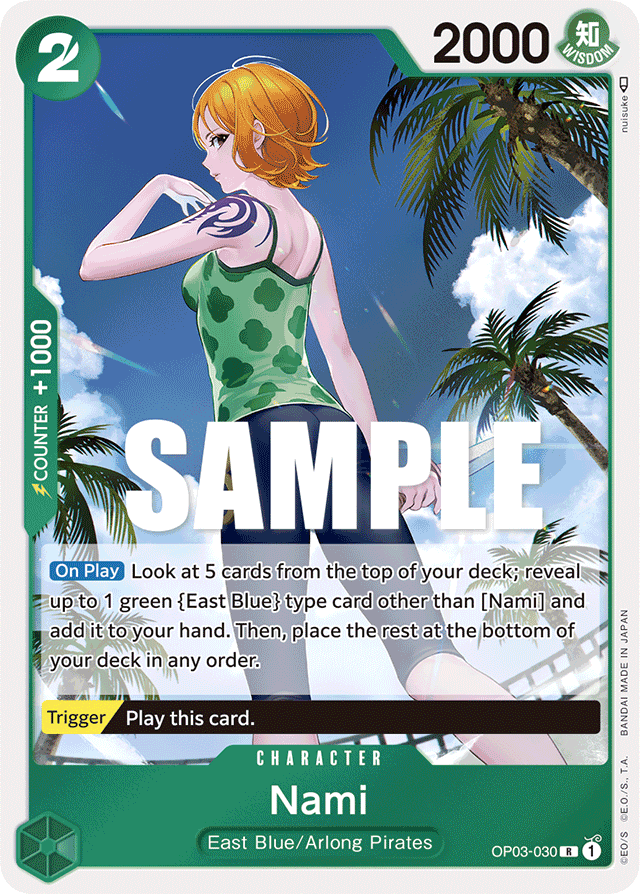 2
2000
知
WISDOM
nuisuke
COUNTER +1000
SAMPLE
On Play Look at 5 cards from the top of your deck; reveal
up to 1 green {East Blue} type card other than [Nami] and
add it to your hand. Then, place the rest at the bottom of
your deck in any order.
Trigger Play this card.
CHARACTER
Nami
East Blue/Arlong Pirates
OP03-030 R 1
©E.O/S ©E.O./S., T.A. BANDAI MADE IN JAPAN